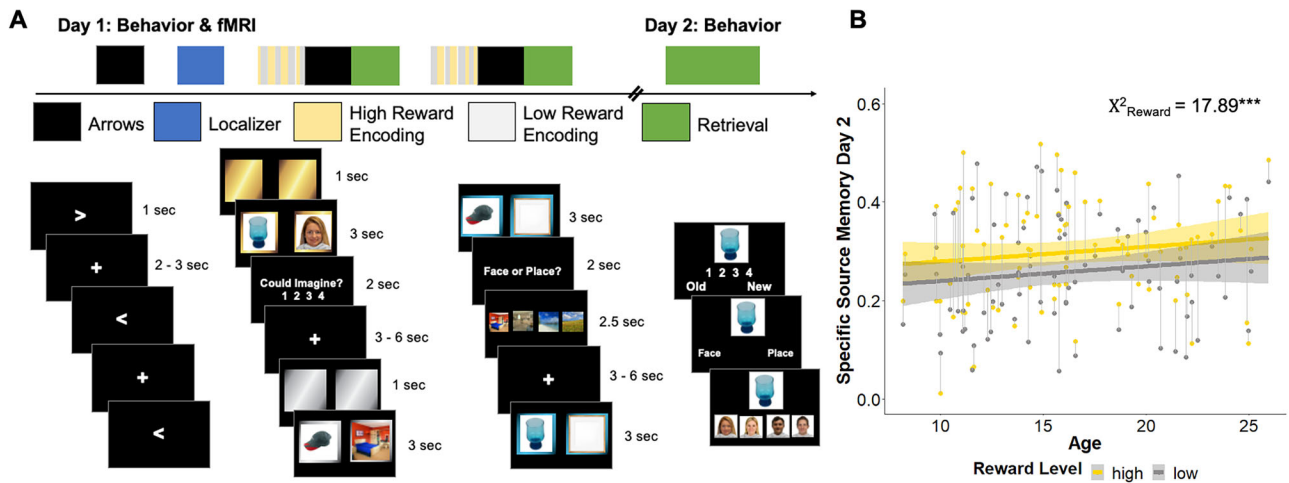 A
Day 1: Behavior & fMRI
Day 2: Behavior
Arrows
Localizer
High Reward
Encoding
Low Reward
Encoding
Retrieval
>
1 sec
+
2 - 3 sec
<
+
<
1 sec
3 sec
Could Imagine?
1 2 3 4
2 sec
+
3 - 6 sec
1 sec
3 sec
3 sec
Face or Place?
2 sec
2.5 sec
+
3 - 6 sec
3 sec
1 2 3 4
Old New
Face Place
B
Specific Source Memory Day 2
0.6
0.4
0.2
0.0
X²Reward = 17.89***
10 15 20 25
Age
Reward Level high low